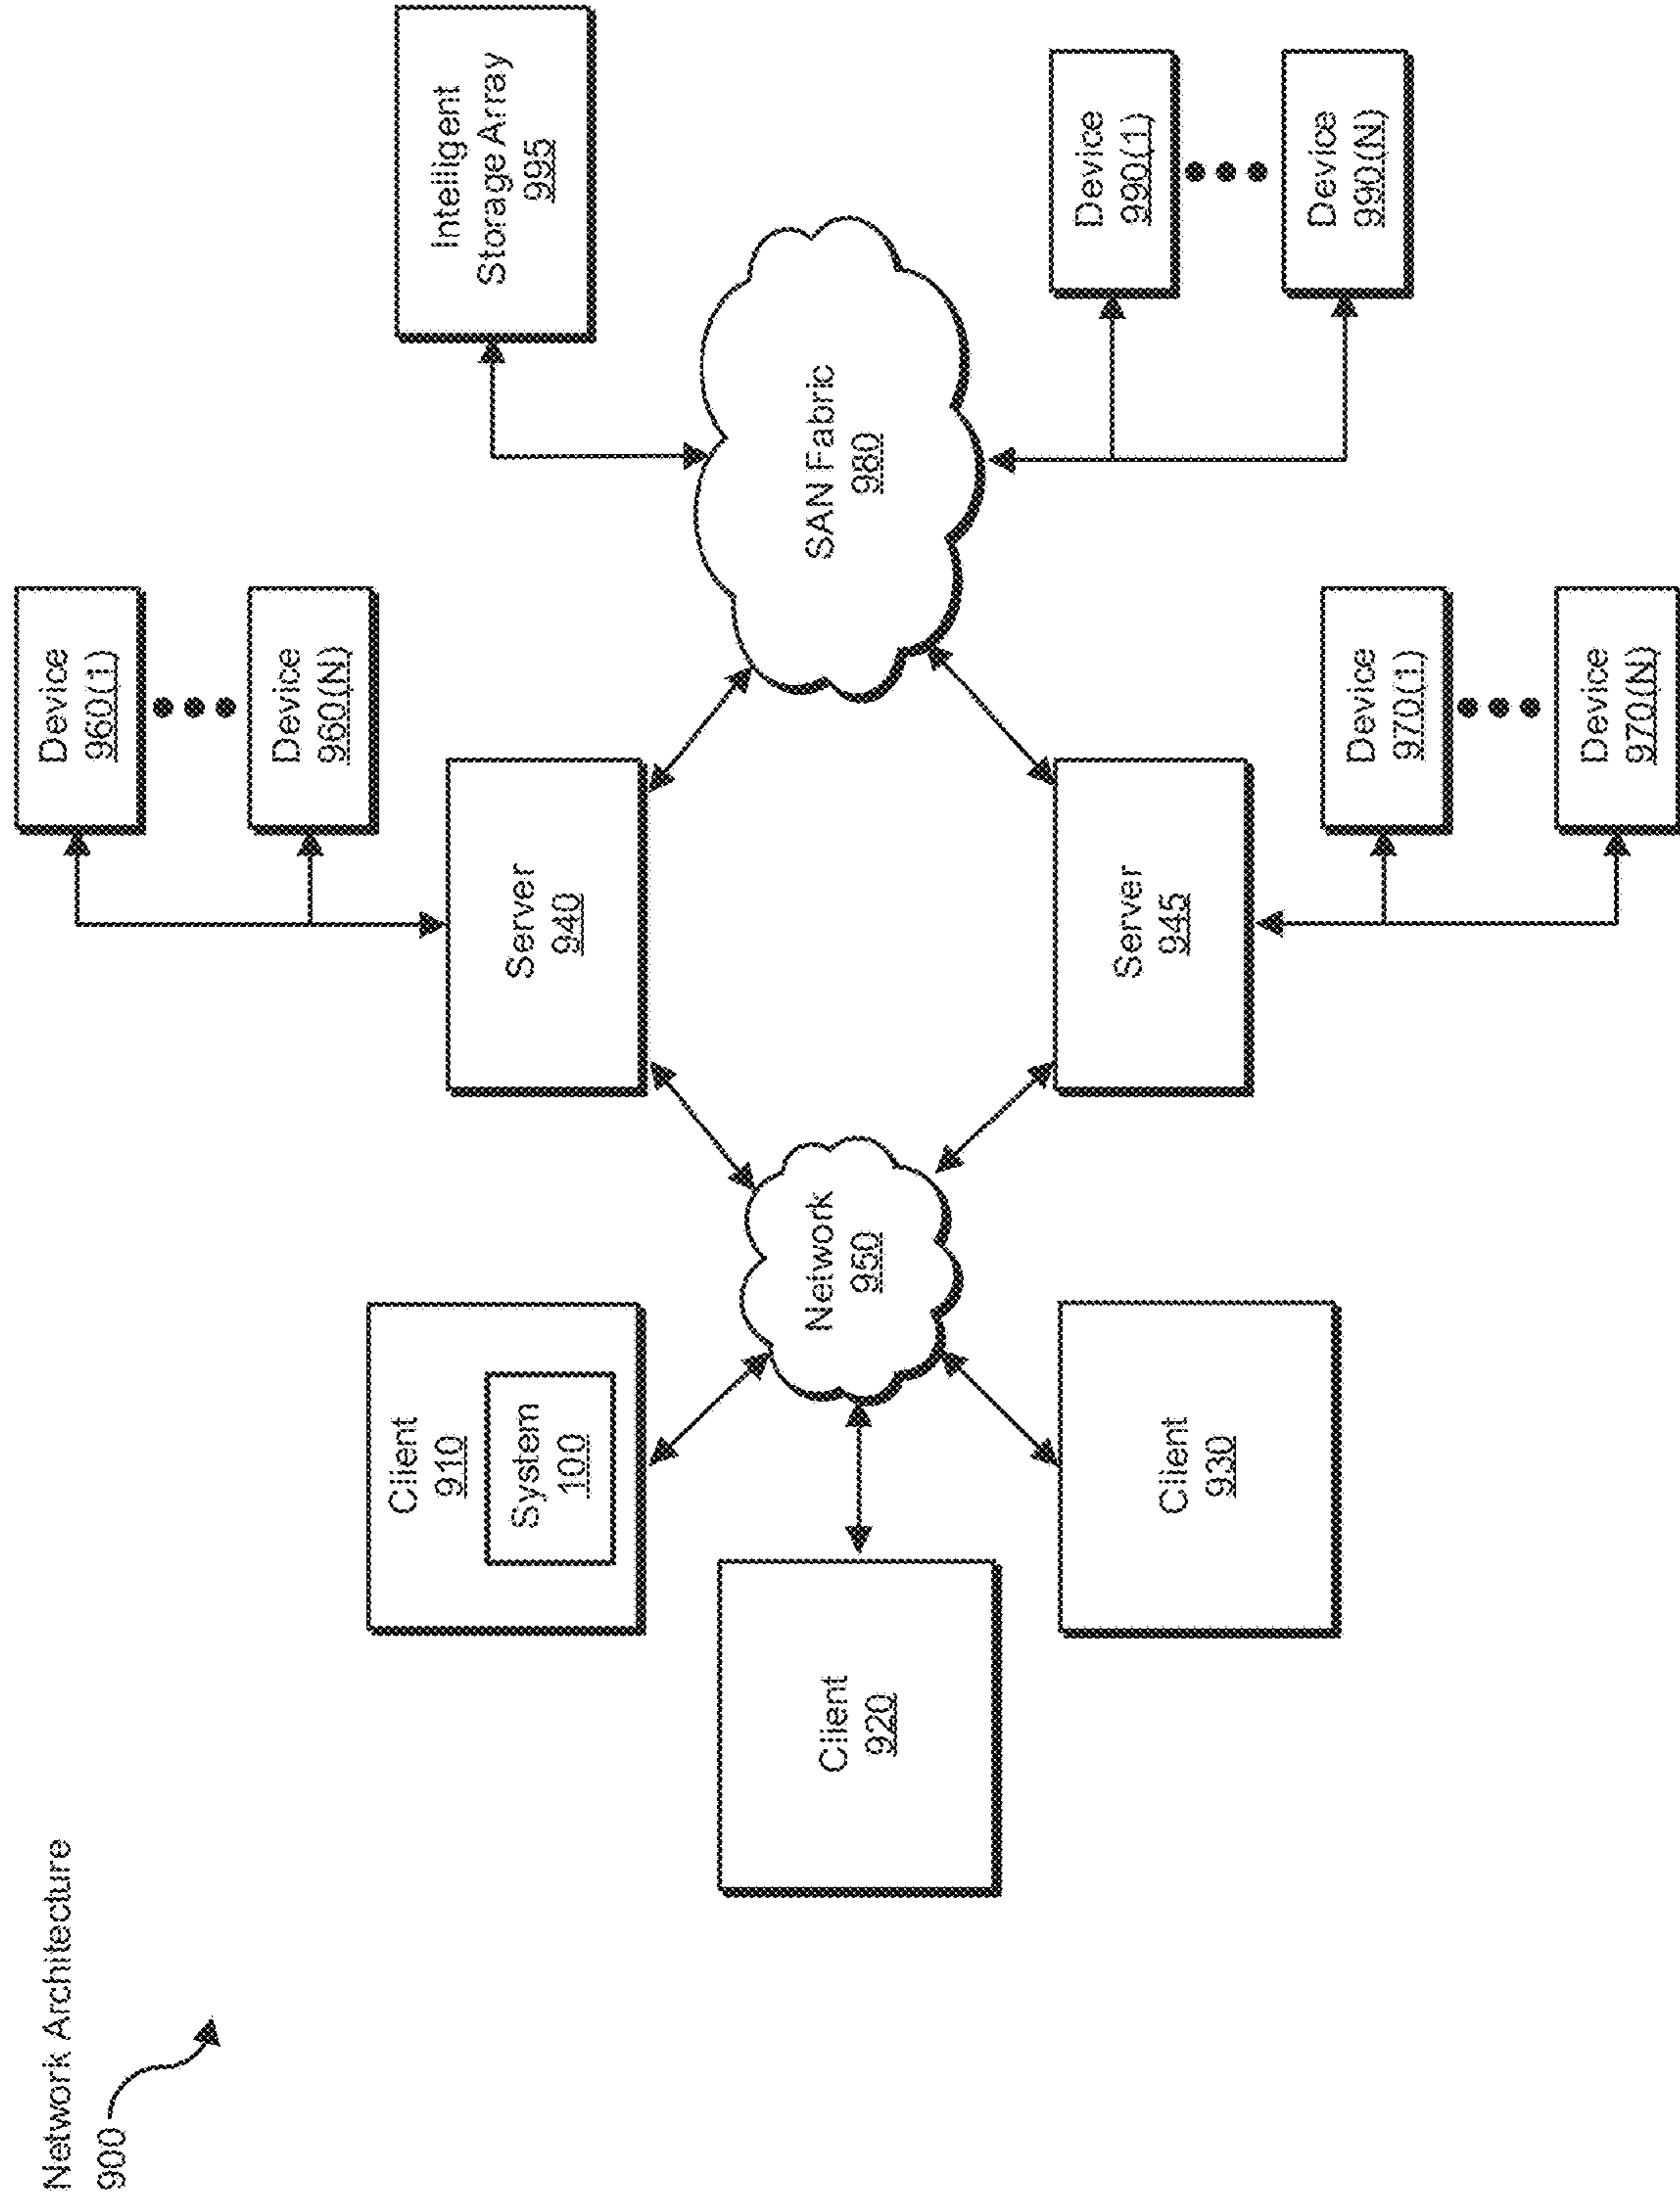 Network Architecture
900
Client
910
System
100
Client
920
Client
930
Network
950
Server
940
Server
945
Device
960(1)
Device
960(N)
Device
970(1)
Device
970(N)
SAN Fabric
980
Intelligent
Storage Array
995
Device
990(1)
Device
990(N)